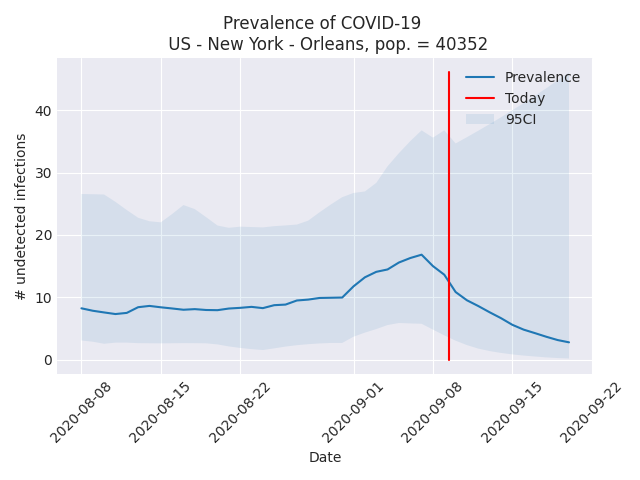 Prevalence of COVID-19
US - New York - Orleans, pop. = 40352
Prevalence
Today
95CI
# undetected infections
40
30
20
10
0
2020-08-08
2020-08-15
2020-08-22
2020-09-01
2020-09-08
2020-09-15
2020-09-22
Date